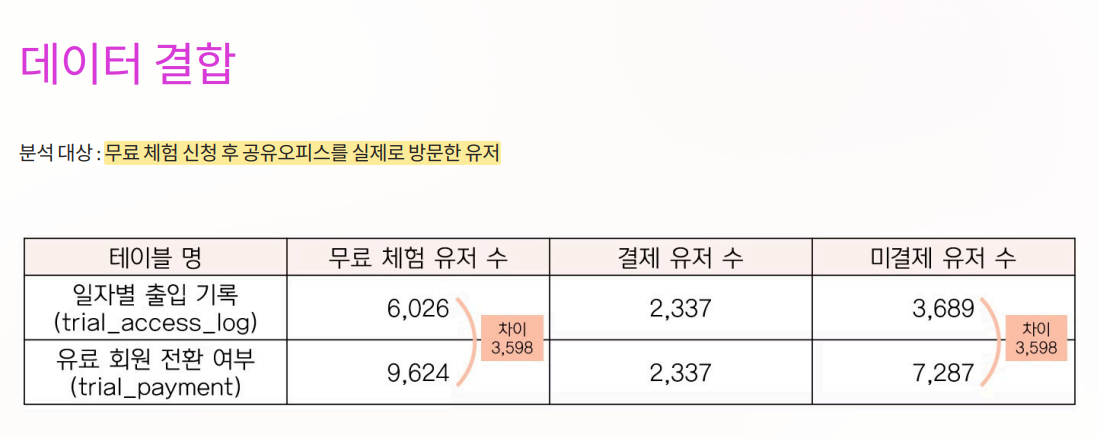 데이터 결합
분석 대상 : 무료 체험 신청 후 공유오피스를 실제로 방문한 유저
테이블 명 무료 체험 유저 수 결제 유저 수 미결제 유저 수
일자별 출입 기록
(trial_access_log)
6,026 2,337 3,689
차이
3,598
차이
3,598
유료 회원 전환 여부
(trial_payment)
9,624 2,337 7,287